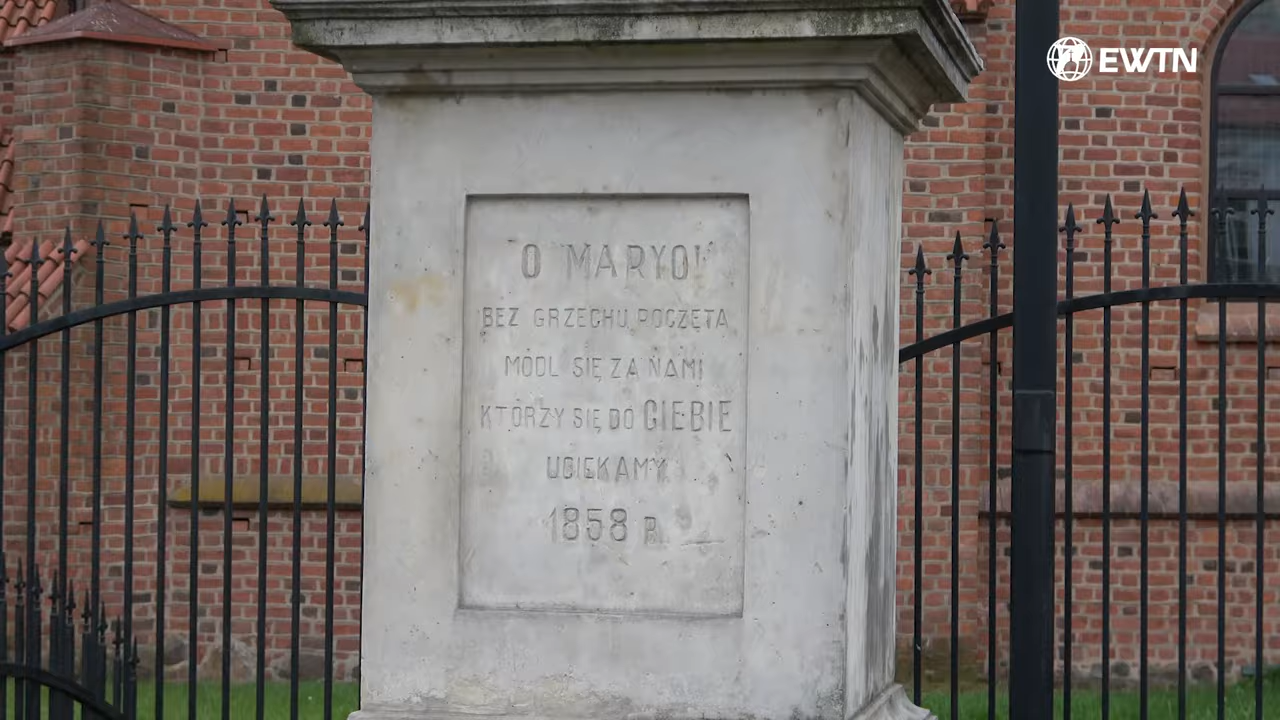 EWTN
O MARYO!
BEZ GRZECHU POCZĘTA
MÓDL SIĘ ZA NAMI
KTÓRZY SIĘ DO CIEBIE
UCIEKAMY
1858 R.